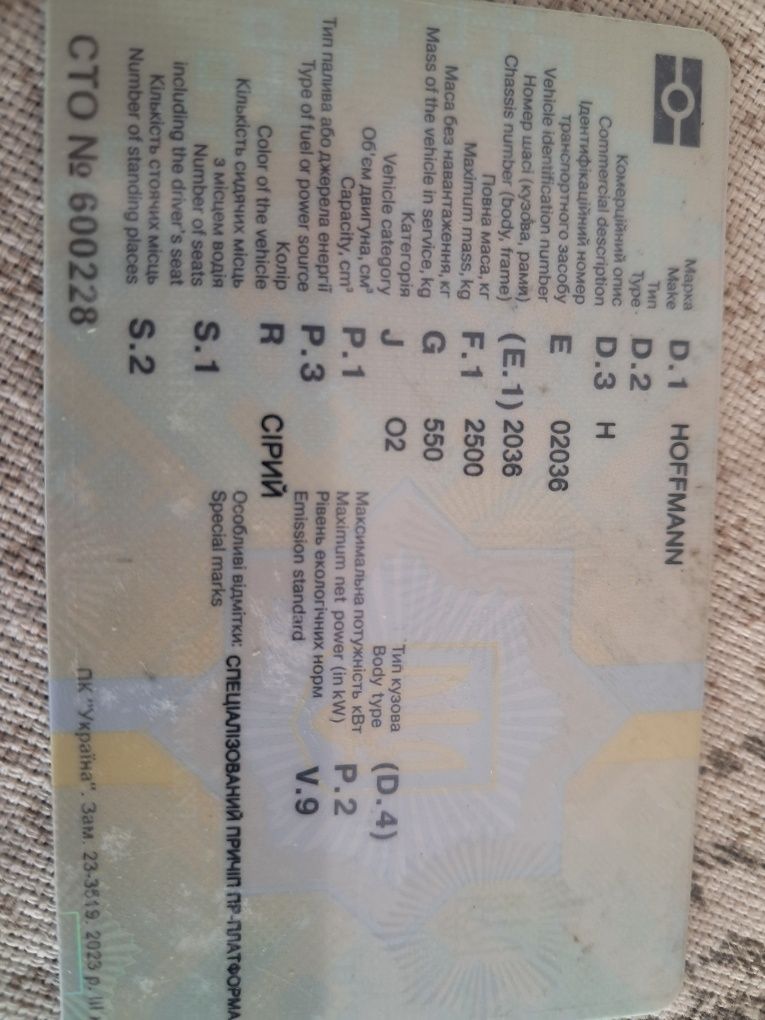 Марка
Make D.1 HOFFMANN
Тип
Type D.2
Комерційний опис
Commercial description D.3 H
Ідентифікаційний номер
транспортного засобу
Vehicle identification number E 02036
Номер шасі (кузова, рами)
Chassis number (body, frame) (E.1) 2036
Повна маса, кг
Maximum mass, kg F.1 2500
Маса без навантаження, кг
Mass of the vehicle in service, kg G 550
Категорія
Vehicle category J O2
Тип кузова
Body type (D.4)
Об'єм двигуна, см³
Capacity, cm³ P.1
Максимальна потужність кВт
Maximum net power (in kW) P.2
Тип палива або джерела енергії
Type of fuel or power source P.3
Рівень екологічних норм
Emission standard V.9
Колір
Color of the vehicle R СІРИЙ
Кількість сидячих місць
з місцем водія
Number of seats
including the driver's seat S.1
Особливі відмітки: СПЕЦІАЛІЗОВАНИЙ ПРИЧІП ПР-ПЛАТФОРМА
Special marks
Кількість стоячих місць
Number of standing places S.2
СТО № 600228
ПК "Україна". Зам. 23-3519. 2023 р.